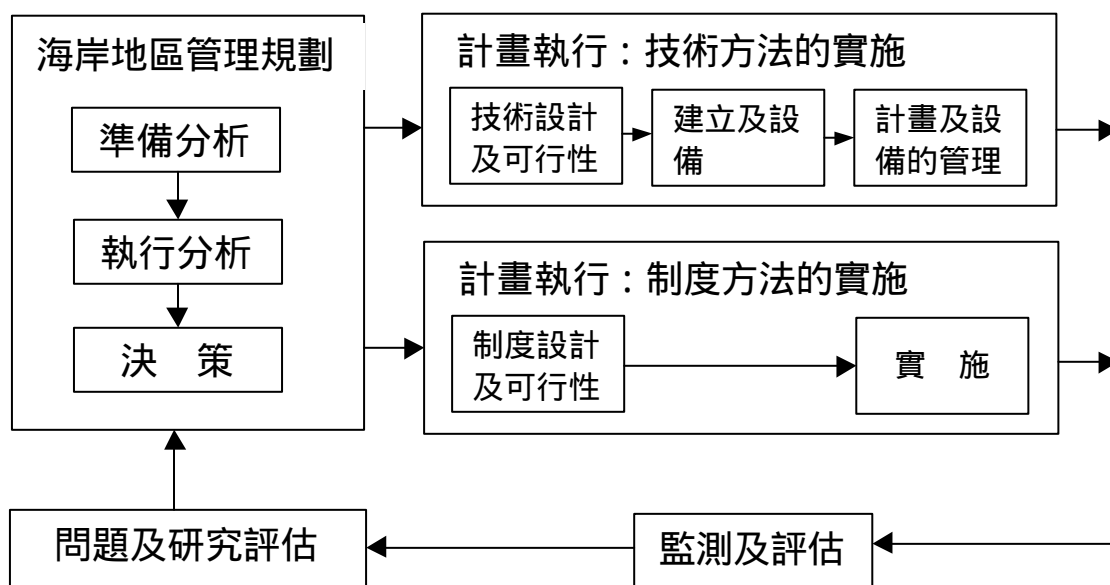 海岸地區管理規劃
準備分析
執行分析
決　策
計畫執行：技術方法的實施
技術設計
及可行性
建立及設
備
計畫及設
備的管理
計畫執行：制度方法的實施
制度設計
及可行性
實　施
監測及評估
問題及研究評估